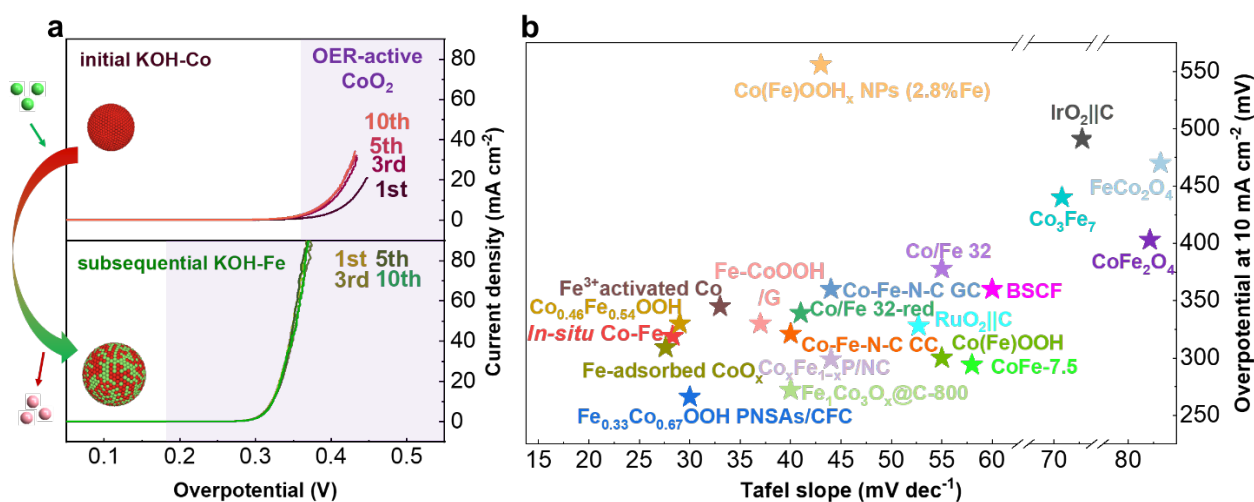 a
initial KOH-Co
OER-active
CoO₂
10th
5th
3rd
1st
80
60
40
20
0
subsequential KOH-Fe
1st 5th
3rd 10th
80
60
40
20
0
Current density (mA cm⁻²)
0.1 0.2 0.3 0.4 0.5
Overpotential (V)
b
Co(Fe)OOHₓ NPs (2.8%Fe)
IrO₂||C
FeCo₂O₄
Co₃Fe₇
CoFe₂O₄
Co/Fe 32
Fe-CoOOH
/G
Fe³⁺activated Co
Co-Fe-N-C GC
BSCF
Co₀.₄₆Fe₀.₅₄OOH
Co/Fe 32-red
RuO₂||C
In-situ Co-Fe
Co-Fe-N-C CC
Co(Fe)OOH
Fe-adsorbed CoOₓ
CoₓFe₁₋ₓP/NC
CoFe-7.5
Fe₁Co₃Oₓ@C-800
Fe₀.₃₃Co₀.₆₇OOH PNSAs/CFC
550
500
450
400
350
300
250
Overpotential at 10 mA cm⁻² (mV)
15 20 25 30 35 40 45 50 55 60 70 80
Tafel slope (mV dec⁻¹)